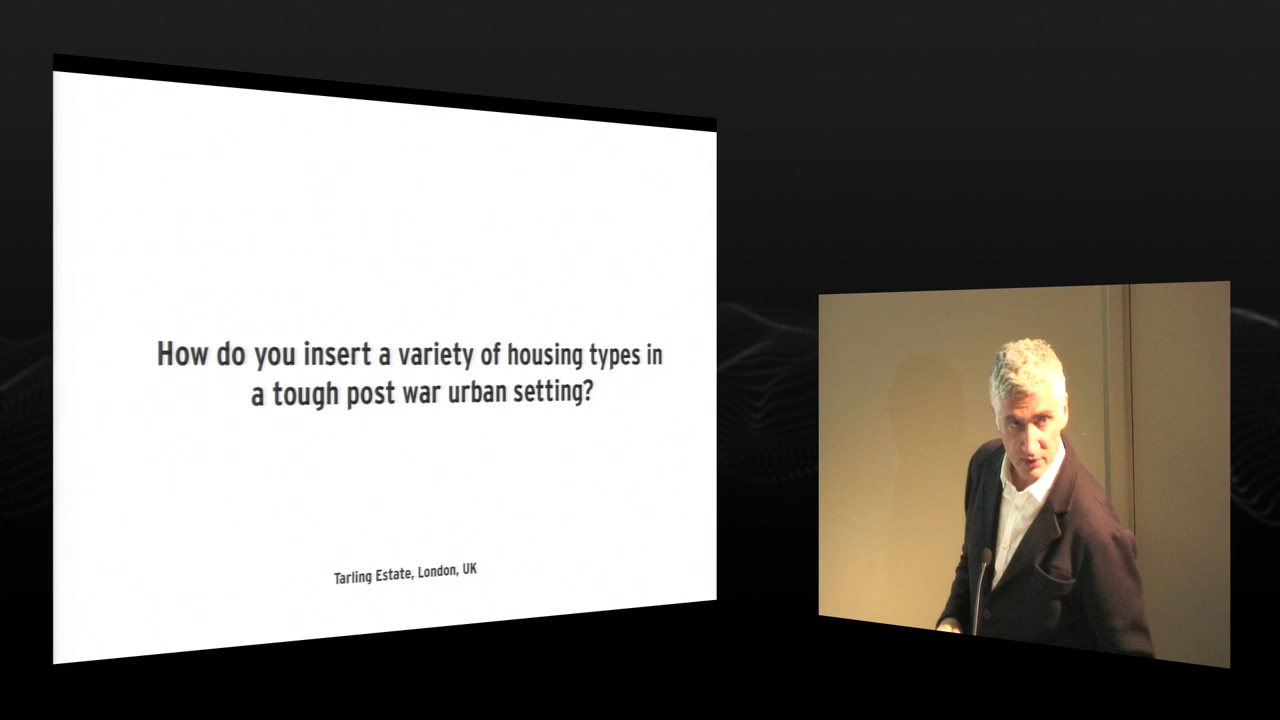 How do you insert a variety of housing types in
a tough post war urban setting?
Tarling Estate, London, UK